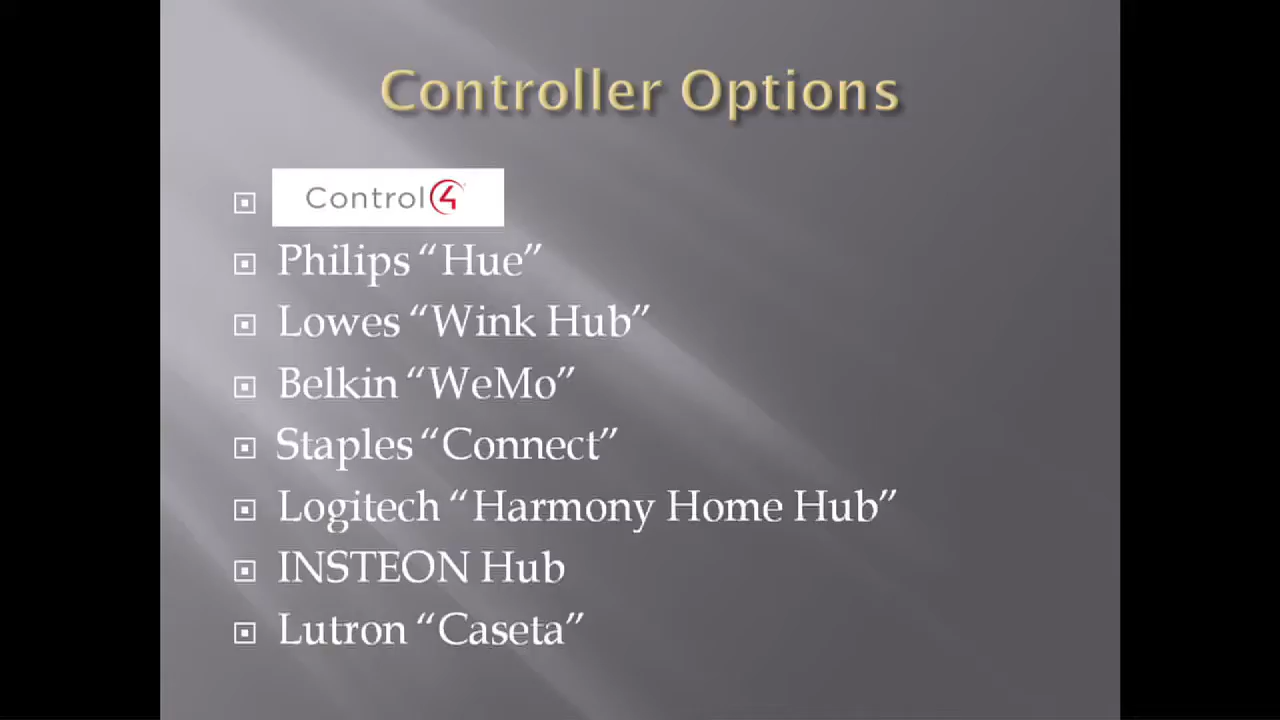 Controller Options
Control4
Philips “Hue”
Lowes “Wink Hub”
Belkin “WeMo”
Staples “Connect”
Logitech “Harmony Home Hub”
INSTEON Hub
Lutron “Caseta”